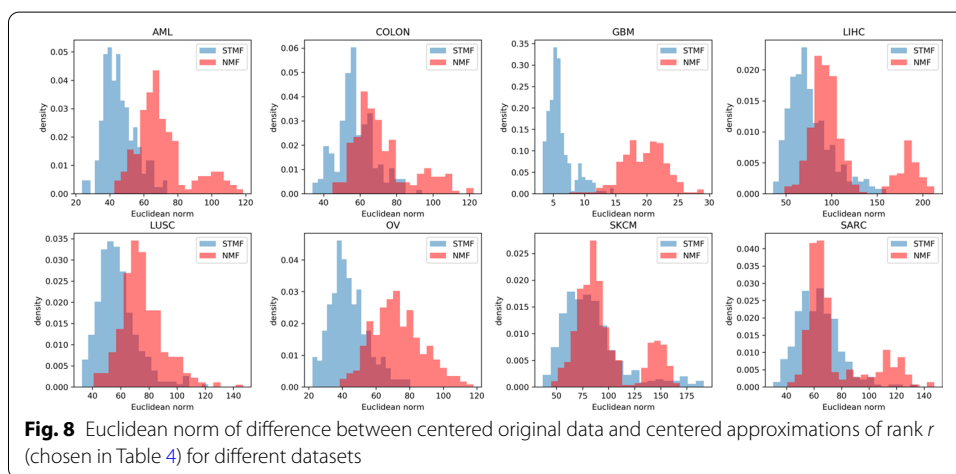 AML
COLON
GBM
LIHC
STMF
NMF
STMF
NMF
STMF
NMF
STMF
NMF
density
density
density
density
0.05
0.04
0.03
0.02
0.01
0.00
0.06
0.05
0.04
0.03
0.02
0.01
0.00
0.35
0.30
0.25
0.20
0.15
0.10
0.05
0.00
0.020
0.015
0.010
0.005
0.000
20 40 60 80 100 120
40 60 80 100 120
5 10 15 20 25 30
50 100 150 200
Euclidean norm
Euclidean norm
Euclidean norm
Euclidean norm
LUSC
OV
SKCM
SARC
STMF
NMF
STMF
NMF
STMF
NMF
STMF
NMF
density
density
density
density
0.035
0.030
0.025
0.020
0.015
0.010
0.005
0.000
0.04
0.03
0.02
0.01
0.00
0.025
0.020
0.015
0.010
0.005
0.000
0.040
0.035
0.030
0.025
0.020
0.015
0.010
0.005
0.000
40 60 80 100 120 140
20 40 60 80 100 120
50 75 100 125 150 175
40 60 80 100 120 140
Euclidean norm
Euclidean norm
Euclidean norm
Euclidean norm
Fig. 8 Euclidean norm of difference between centered original data and centered approximations of rank r
(chosen in Table 4) for different datasets